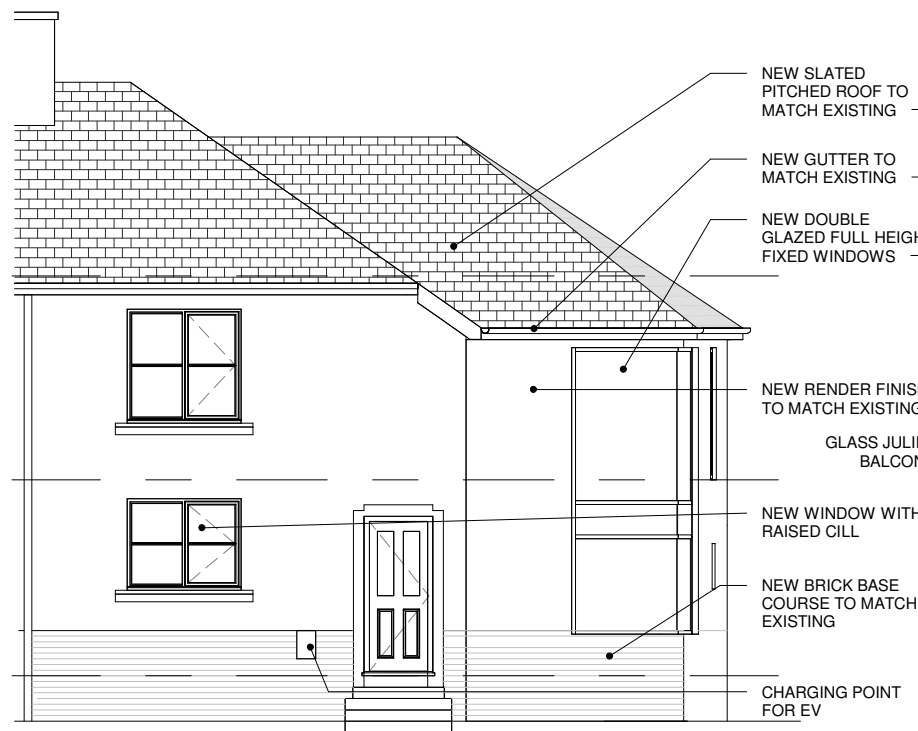 NEW SLATED
PITCHED ROOF TO
MATCH EXISTING
NEW GUTTER TO
MATCH EXISTING
NEW DOUBLE
GLAZED FULL HEIGH
FIXED WINDOWS
NEW RENDER FINIS
TO MATCH EXISTING
GLASS JULI
BALCON
NEW WINDOW WITH
RAISED CILL
NEW BRICK BASE
COURSE TO MATCH
EXISTING
CHARGING POINT
FOR EV